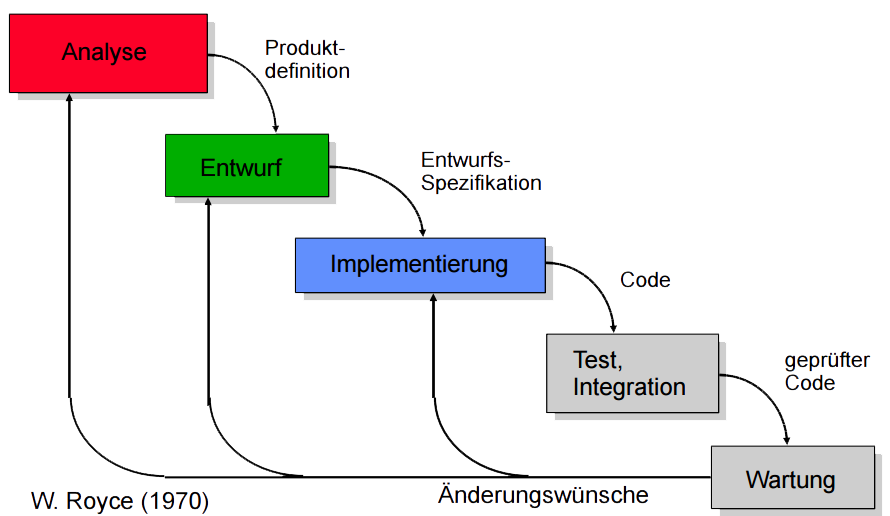 Analyse
Produkt-
definition
Entwurf
Entwurfs-
Spezifikation
Implementierung
Code
Test,
Integration
geprüfter
Code
Wartung
Änderungswünsche
W. Royce (1970)